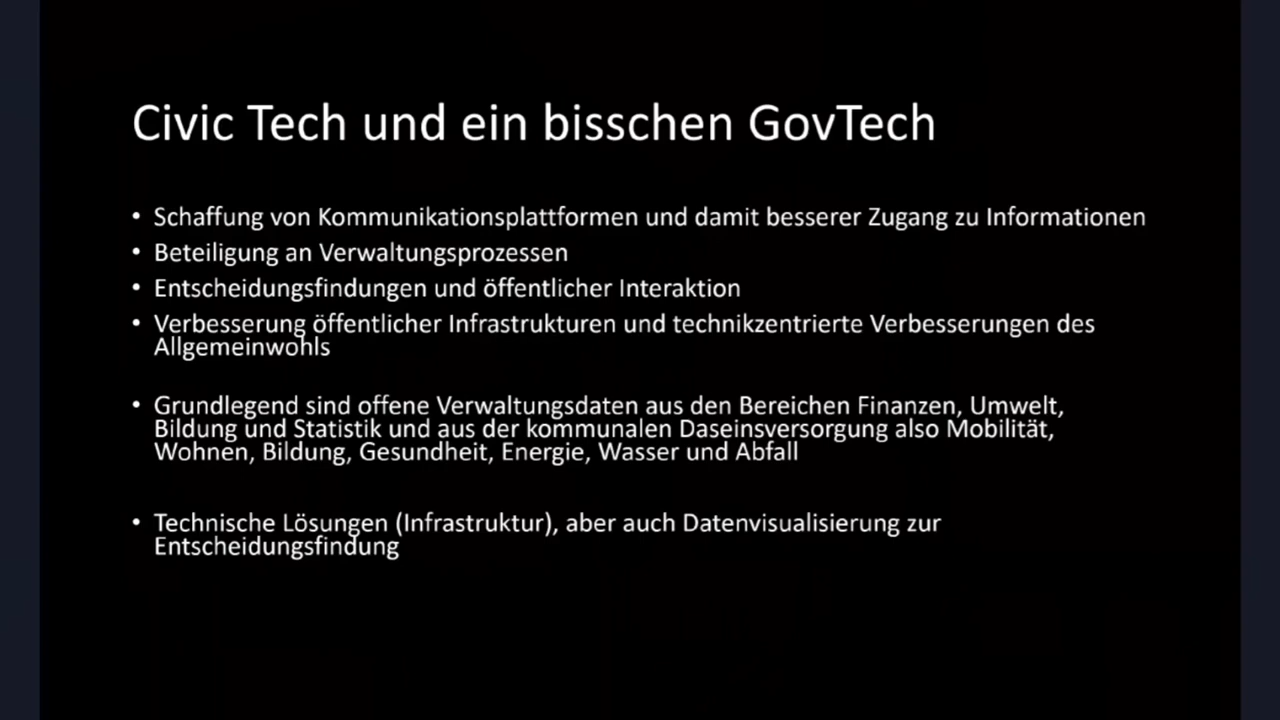 Civic Tech und ein bisschen GovTech
• Schaffung von Kommunikationsplattformen und damit besserer Zugang zu Informationen
• Beteiligung an Verwaltungsprozessen
• Entscheidungsfindungen und öffentlicher Interaktion
• Verbesserung öffentlicher Infrastrukturen und technikzentrierte Verbesserungen des
Allgemeinwohls
• Grundlegend sind offene Verwaltungsdaten aus den Bereichen Finanzen, Umwelt,
Bildung und Statistik und aus der kommunalen Daseinsversorgung also Mobilität,
Wohnen, Bildung, Gesundheit, Energie, Wasser und Abfall
• Technische Lösungen (Infrastruktur), aber auch Datenvisualisierung zur
Entscheidungsfindung